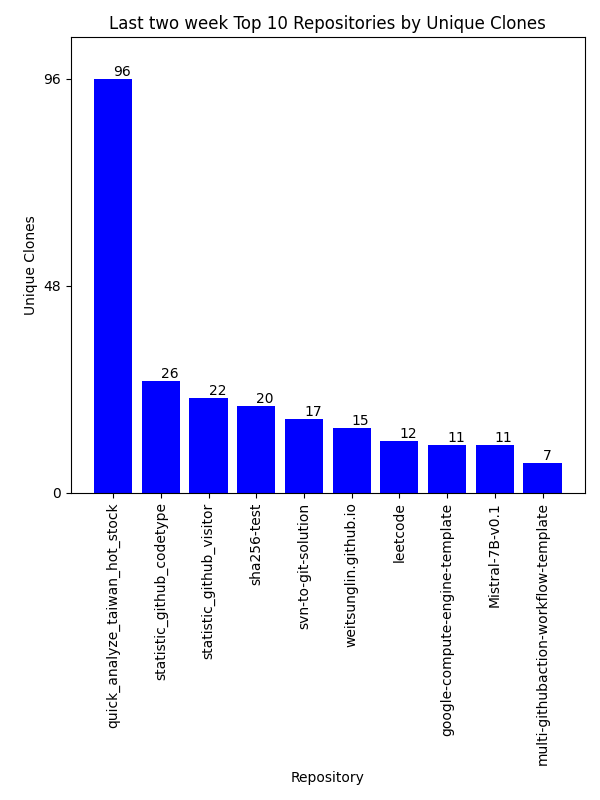 Last two week Top 10 Repositories by Unique Clones
Unique Clones
96
48
0
96
26
22
20
17
15
12
11
11
7
quick_analyze_taiwan_hot_stock
statistic_github_codetype
statistic_github_visitor
sha256-test
svn-to-git-solution
weitsunglin.github.io
leetcode
google-compute-engine-template
Mistral-7B-v0.1
multi-githubaction-workflow-template
Repository